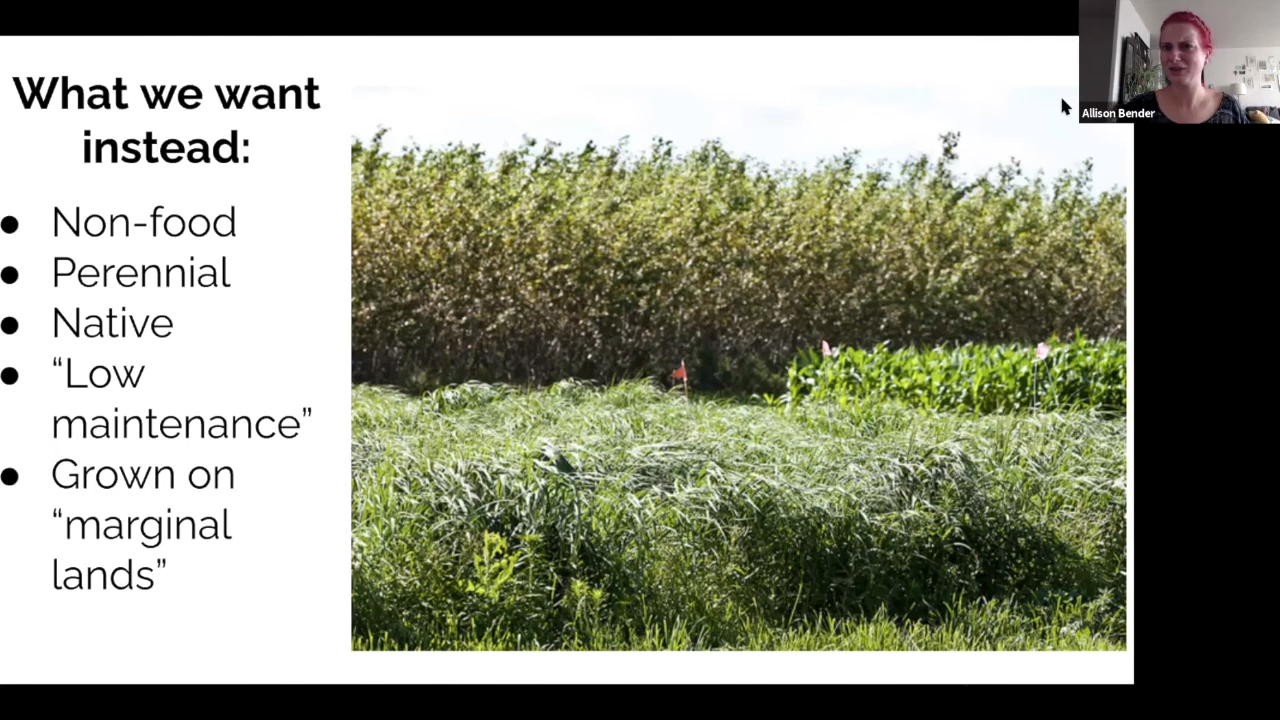 What we want
instead:
● Non-food
● Perennial
● Native
● “Low
maintenance”
● Grown on
“marginal
lands”
Allison Bender